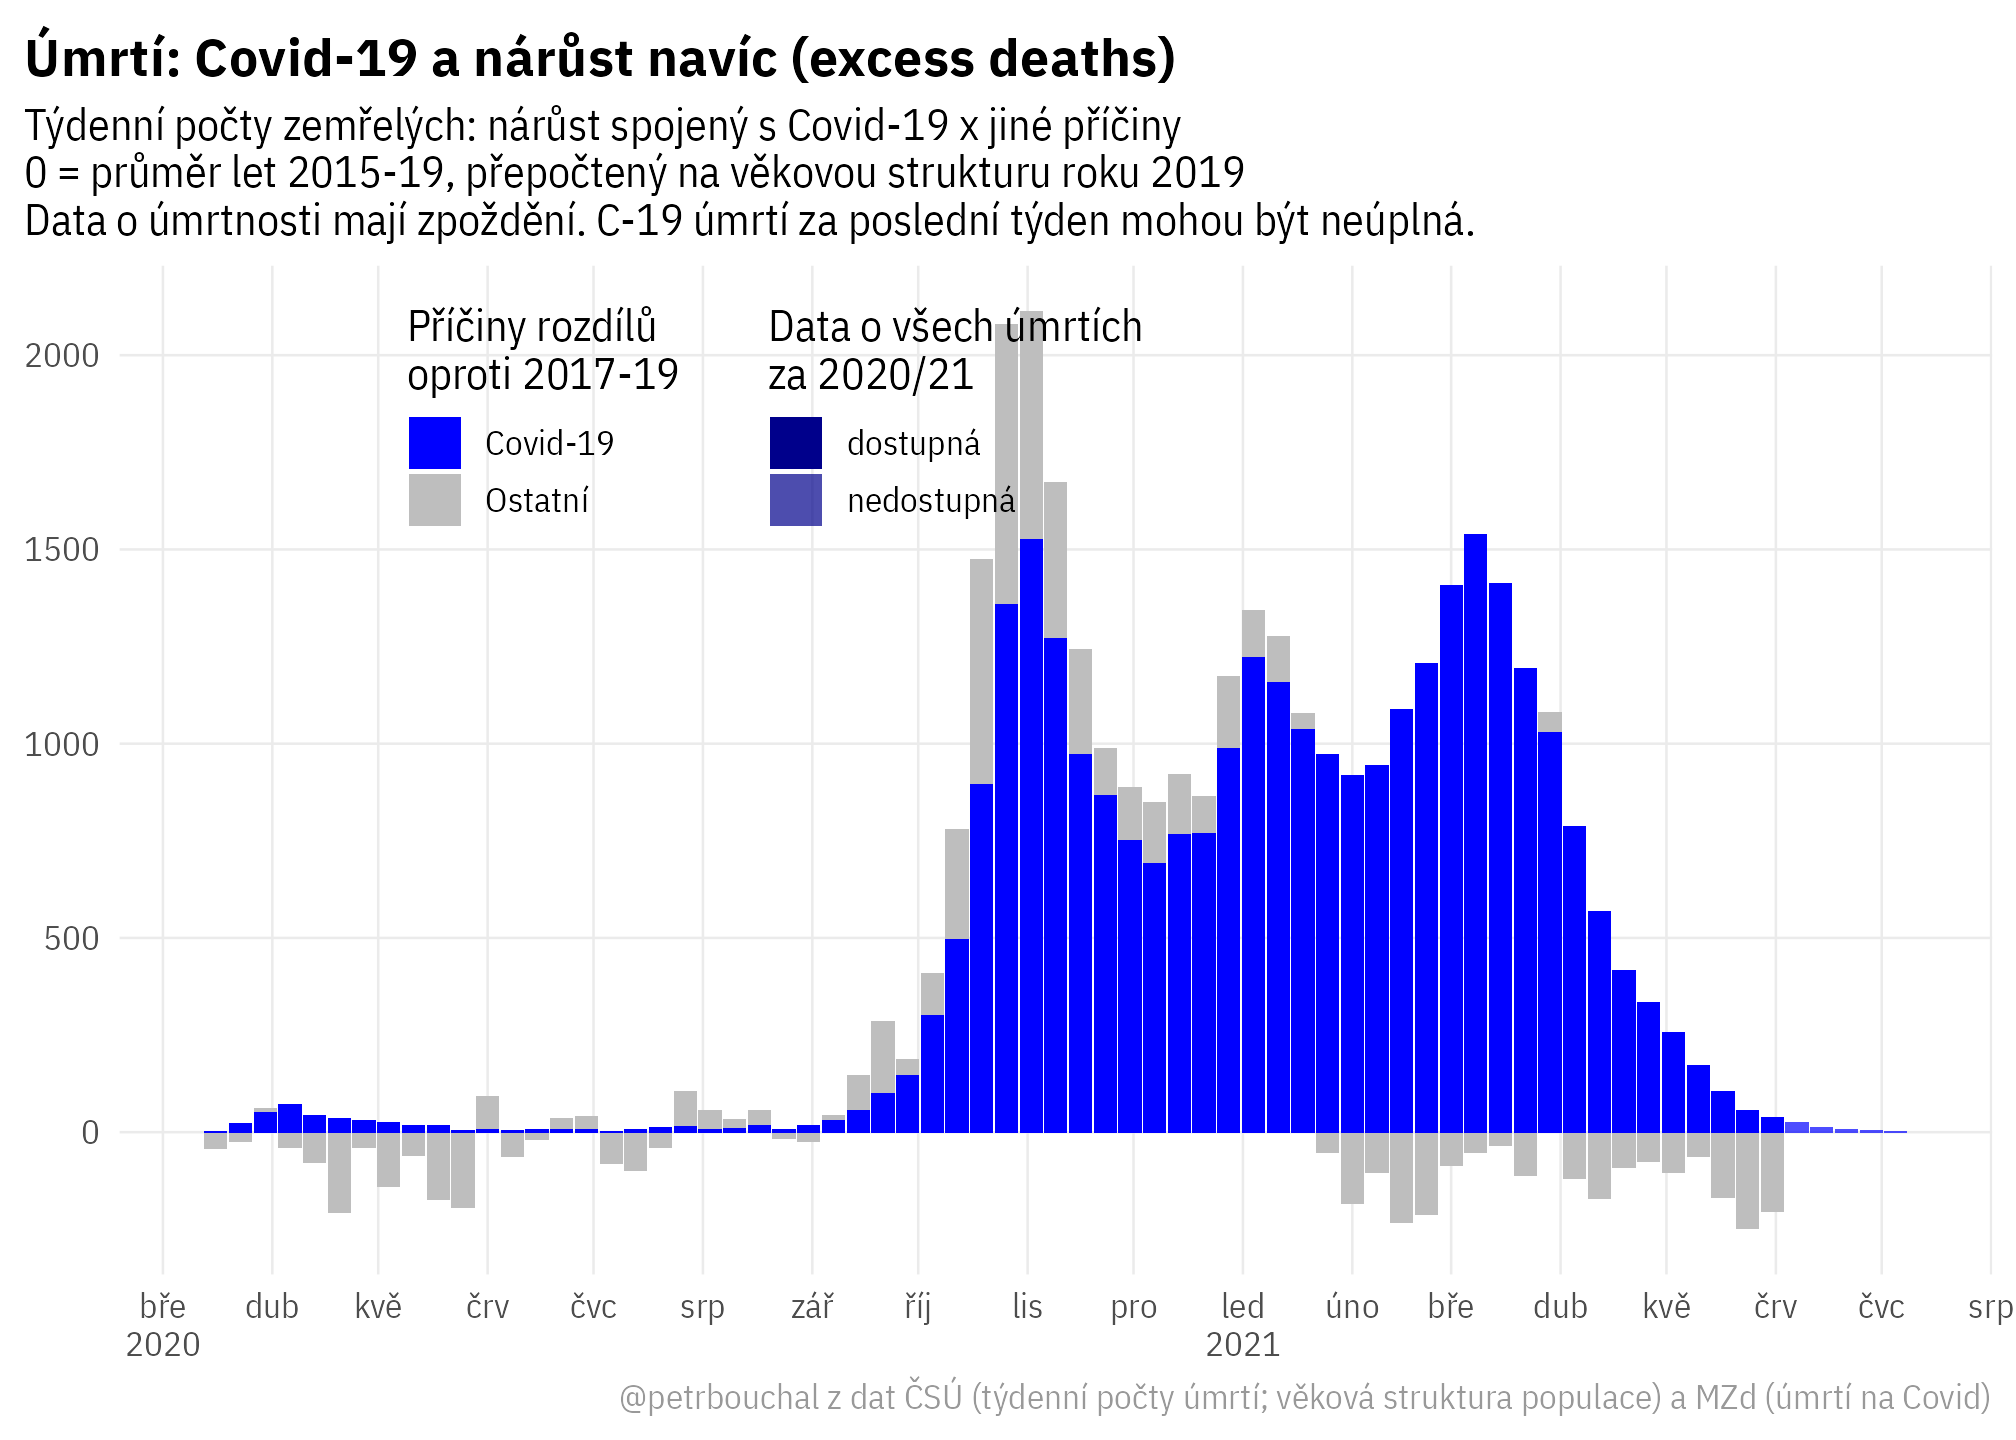 Úmrtí: Covid-19 a nárůst navíc (excess deaths)
Týdenní počty zemřelých: nárůst spojený s Covid-19 x jiné příčiny
0 = průměr let 2015-19, přepočtený na věkovou strukturu roku 2019
Data o úmrtnosti mají zpoždění. C-19 úmrtí za poslední týden mohou být neúplná.
Příčiny rozdílů
oproti 2017-19
Covid-19
Ostatní
Data o všech úmrtích
za 2020/21
dostupná
nedostupná
2000
1500
1000
500
0
bře dub kvě črv čvc srp zář říj lis pro led úno bře dub kvě črv čvc srp
2020 2021
@petrbouchal z dat ČSÚ (týdenní počty úmrtí; věková struktura populace) a MZd (úmrtí na Covid)